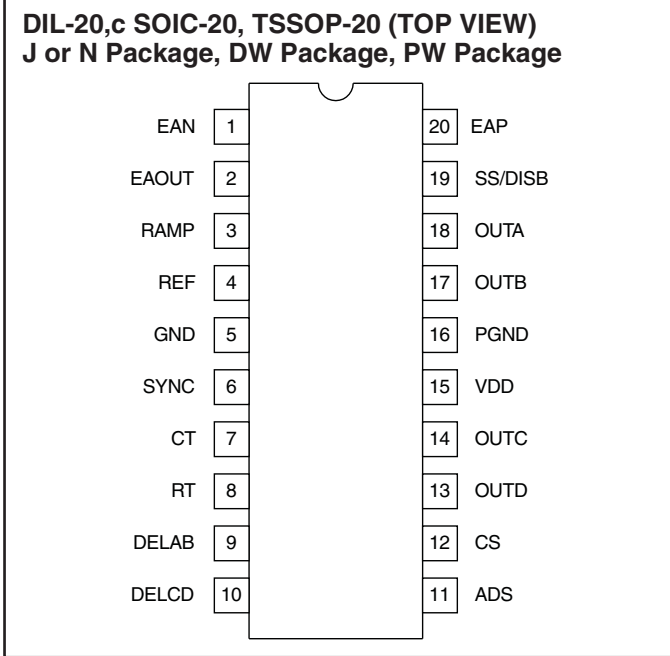 DIL-20,c SOIC-20, TSSOP-20 (TOP VIEW)
J or N Package, DW Package, PW Package
EAN 1 20 EAP
EAOUT 2 19 SS/DISB
RAMP 3 18 OUTA
REF 4 17 OUTB
GND 5 16 PGND
SYNC 6 15 VDD
CT 7 14 OUTC
RT 8 13 OUTD
DELAB 9 12 CS
DELCD 10 11 ADS